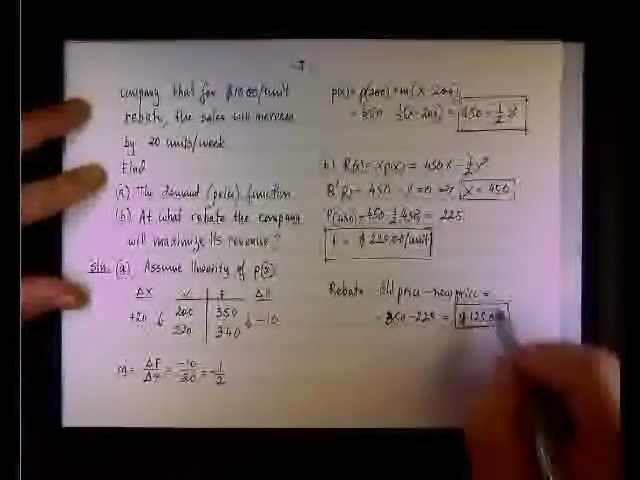 company that for $10.00/unit
rebate, the sales will increase
by 20 units/week
Find
(a) The demand (price) function
(b) At what rebate the company
will maximize its revenue?
Sln: (a) Assume linearity of p(x)
Δx x p Δp
+20 ↓ 200 350 ↓ -10
220 340
m = Δp/Δx = -10/20 = -1/2
p(x) = p(200) + m(x-200)
= 350 - 1/2(x-200) = 450 - 1/2 x
b) R(x) = xp(x) = 450x - 1/2 x²
R'(x) = 450 - x = 0 ⇒ x = 450
p(450) = 450 - 1/2 · 450 = 225
= $225.00/unit
Rebate = Old price - new price =
= 350 - 225 = $125.00